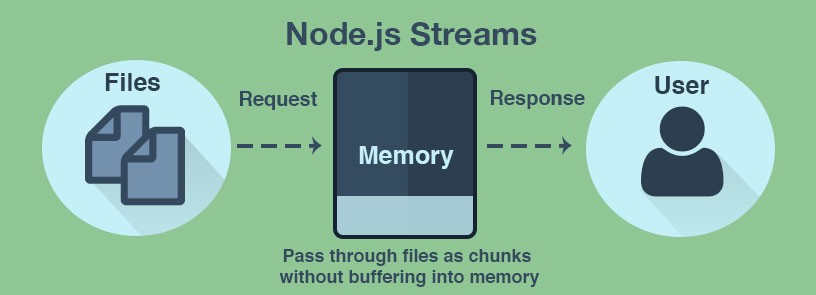 Node.js Streams
Files
Request
Memory
Response
User
Pass through files as chunks
without buffering into memory